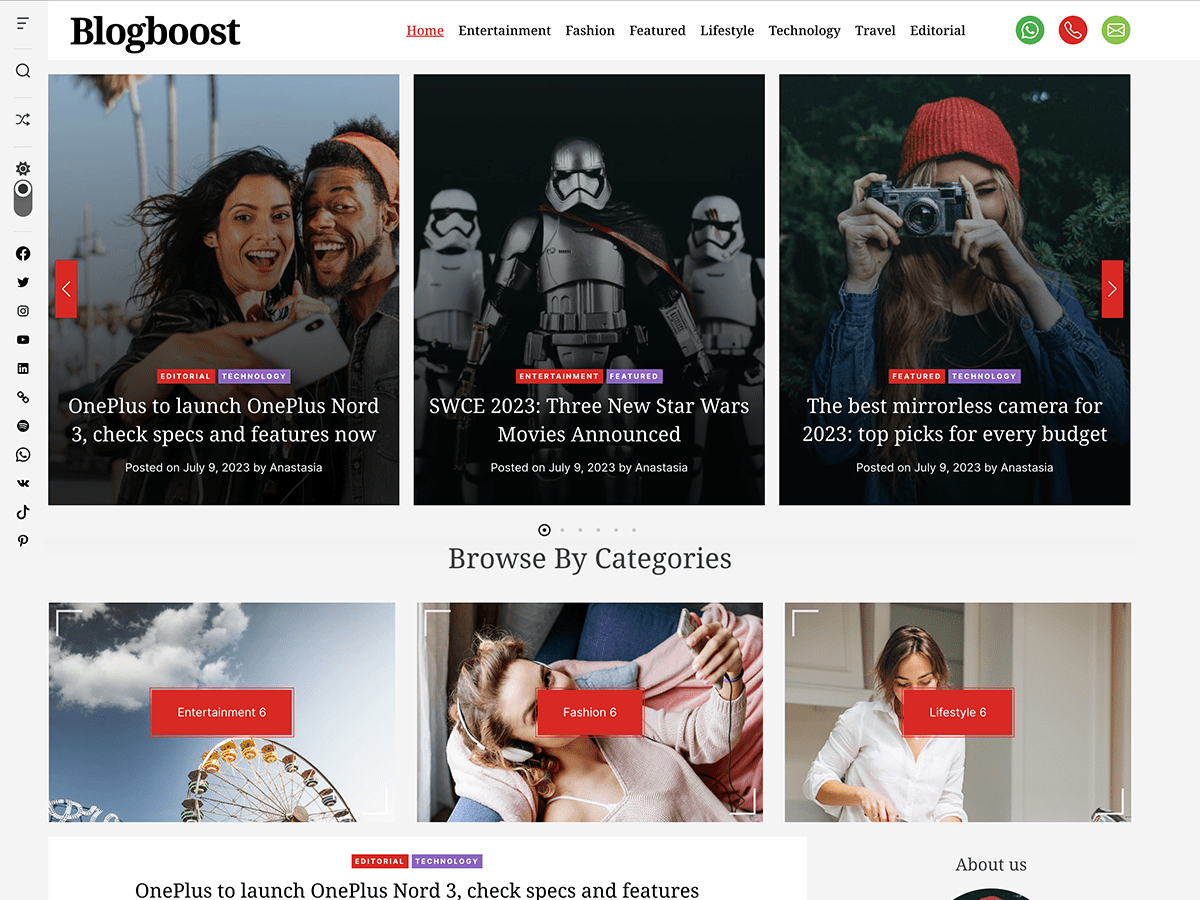 Blogboost
Home Entertainment Fashion Featured Lifestyle Technology Travel Editorial
EDITORIAL TECHNOLOGY
OnePlus to launch OnePlus Nord
3, check specs and features now
Posted on July 9, 2023 by Anastasia
ENTERTAINMENT FEATURED
SWCE 2023: Three New Star Wars
Movies Announced
Posted on July 9, 2023 by Anastasia
FEATURED TECHNOLOGY
The best mirrorless camera for
2023: top picks for every budget
Posted on July 9, 2023 by Anastasia
Browse By Categories
Entertainment 6
Fashion 6
Lifestyle 6
EDITORIAL TECHNOLOGY
OnePlus to launch OnePlus Nord 3, check specs and features
About us